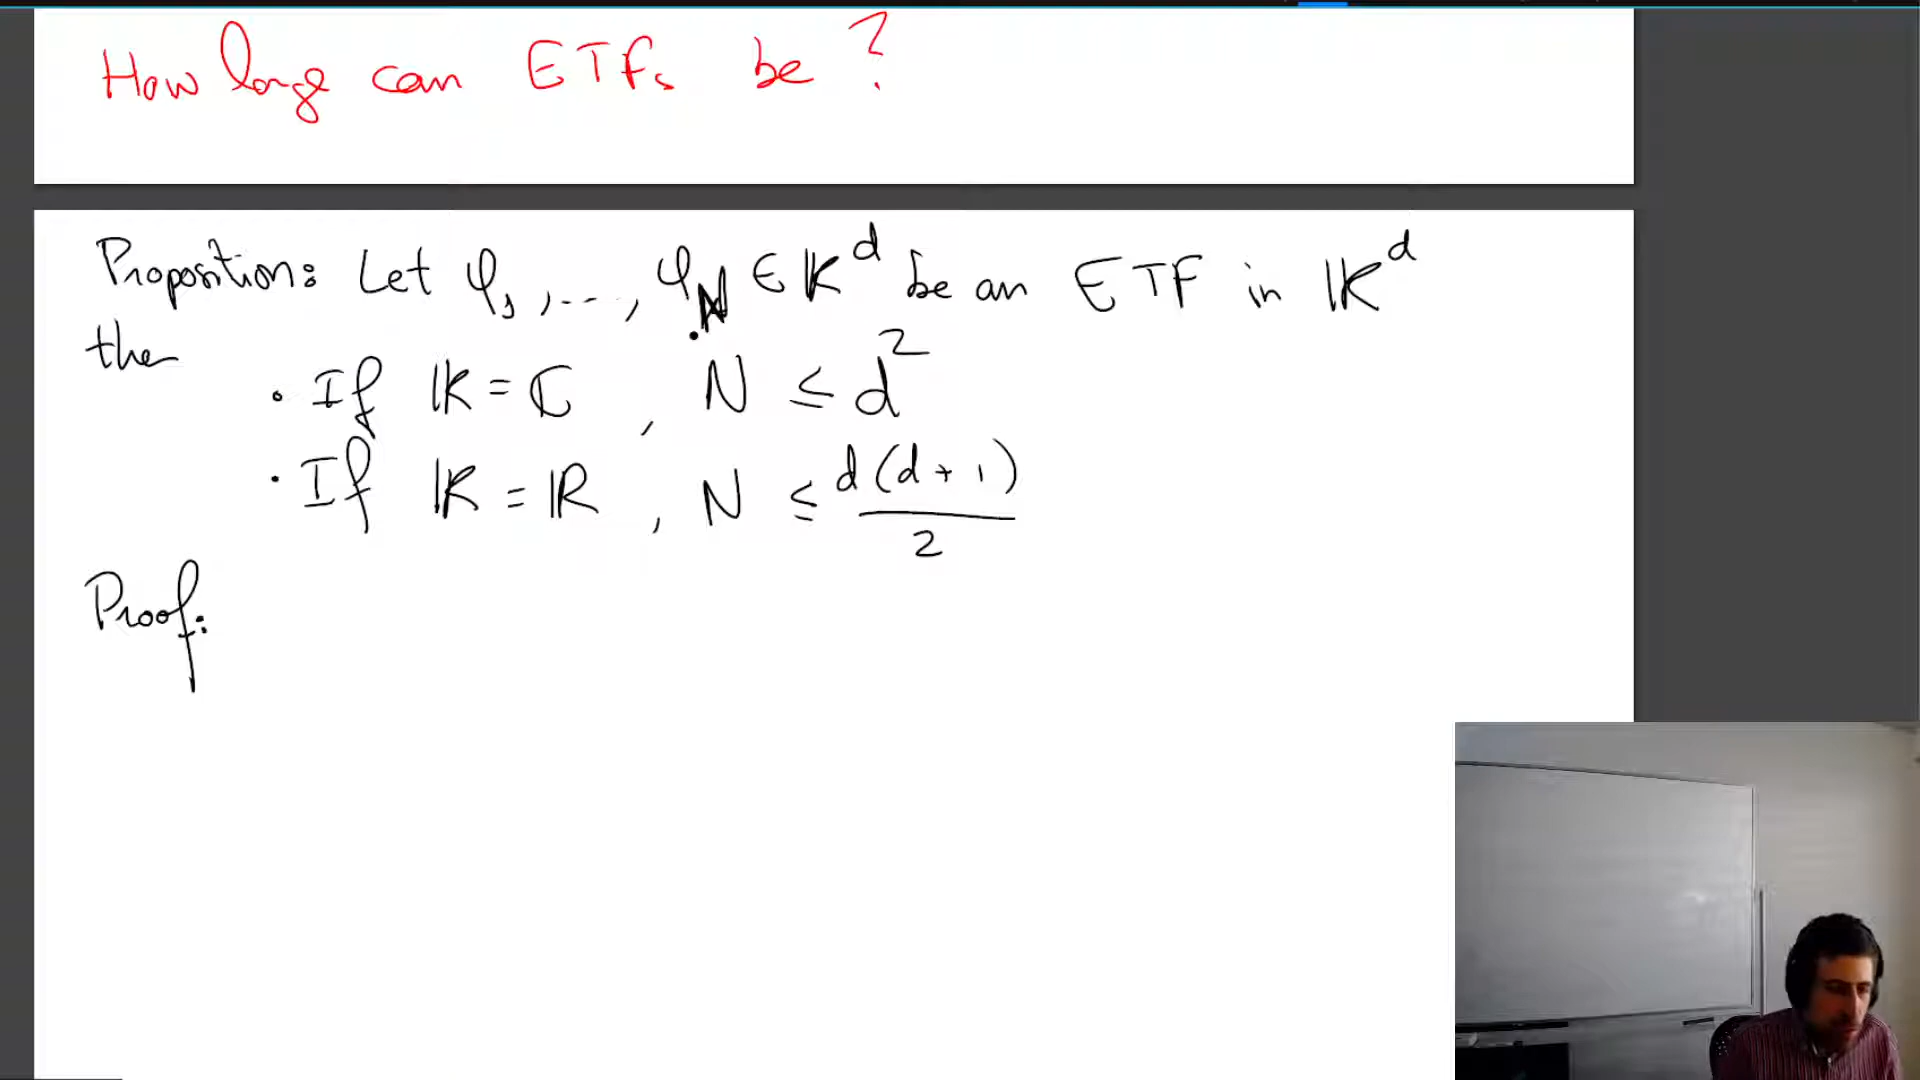 How long can ETFs be?
Proposition: Let φ₁, ..., φ_N ∈ 𝕂^d be an ETF in 𝕂^d
then
· If 𝕂 = ℂ , N ≤ d²
· If 𝕂 = ℝ , N ≤ d(d+1)/2
Proof: